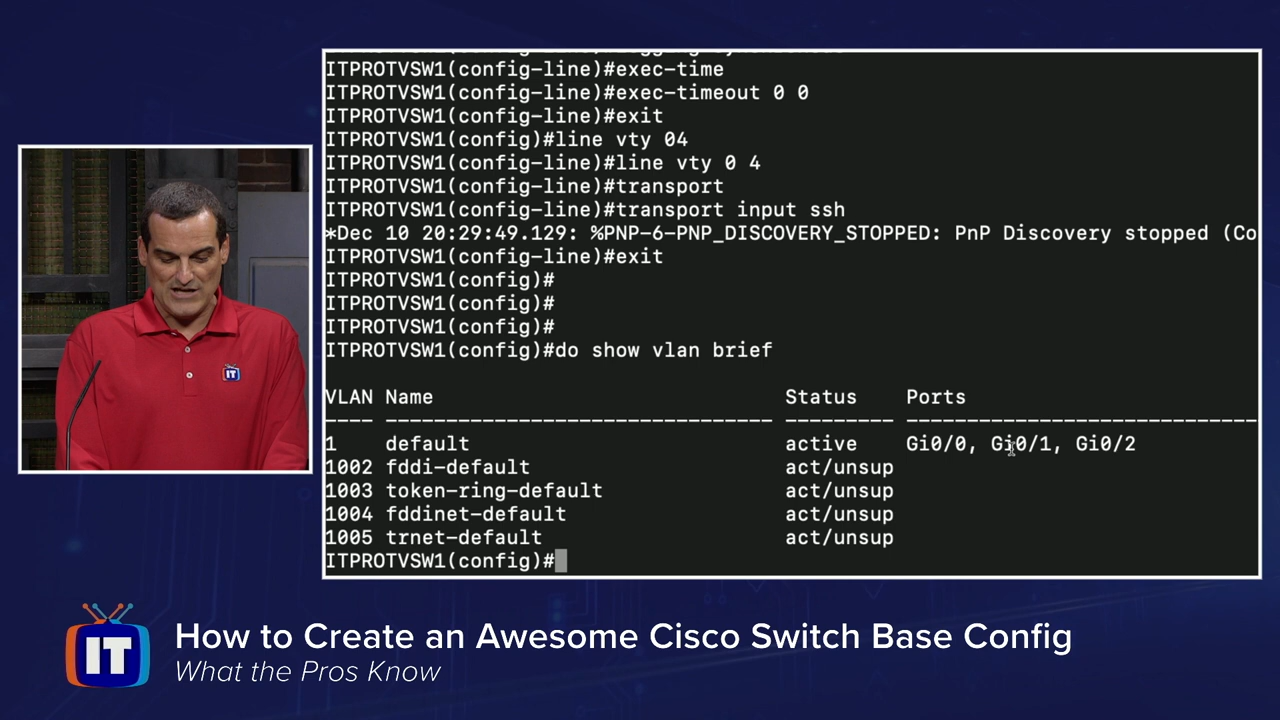 ITPROTVSW1(config-line)#exec-time
ITPROTVSW1(config-line)#exec-timeout 0 0
ITPROTVSW1(config-line)#exit
ITPROTVSW1(config)#line vty 04
ITPROTVSW1(config-line)#line vty 0 4
ITPROTVSW1(config-line)#transport
ITPROTVSW1(config-line)#transport input ssh
*Dec 10 20:29:49.129: %PNP-6-PNP_DISCOVERY_STOPPED: PnP Discovery stopped (Co
ITPROTVSW1(config-line)#exit
ITPROTVSW1(config)#
ITPROTVSW1(config)#
ITPROTVSW1(config)#
ITPROTVSW1(config)#do show vlan brief
VLAN Name Status Ports
---- -------------------------------- --------- -----------------------------
1 default active Gi0/0, Gi0/1, Gi0/2
1002 fddi-default act/unsup
1003 token-ring-default act/unsup
1004 fddinet-default act/unsup
1005 trnet-default act/unsup
ITPROTVSW1(config)#
IT
IT
How to Create an Awesome Cisco Switch Base Config
What the Pros Know